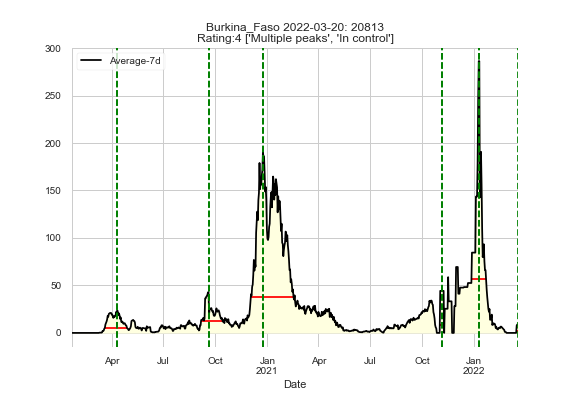 Burkina_Faso 2022-03-20: 20813
Rating:4 ['Multiple peaks', 'In control']
Average-7d
300
250
200
150
100
50
0
Apr Jul Oct Jan Apr Jul Oct Jan
2021 2022
Date